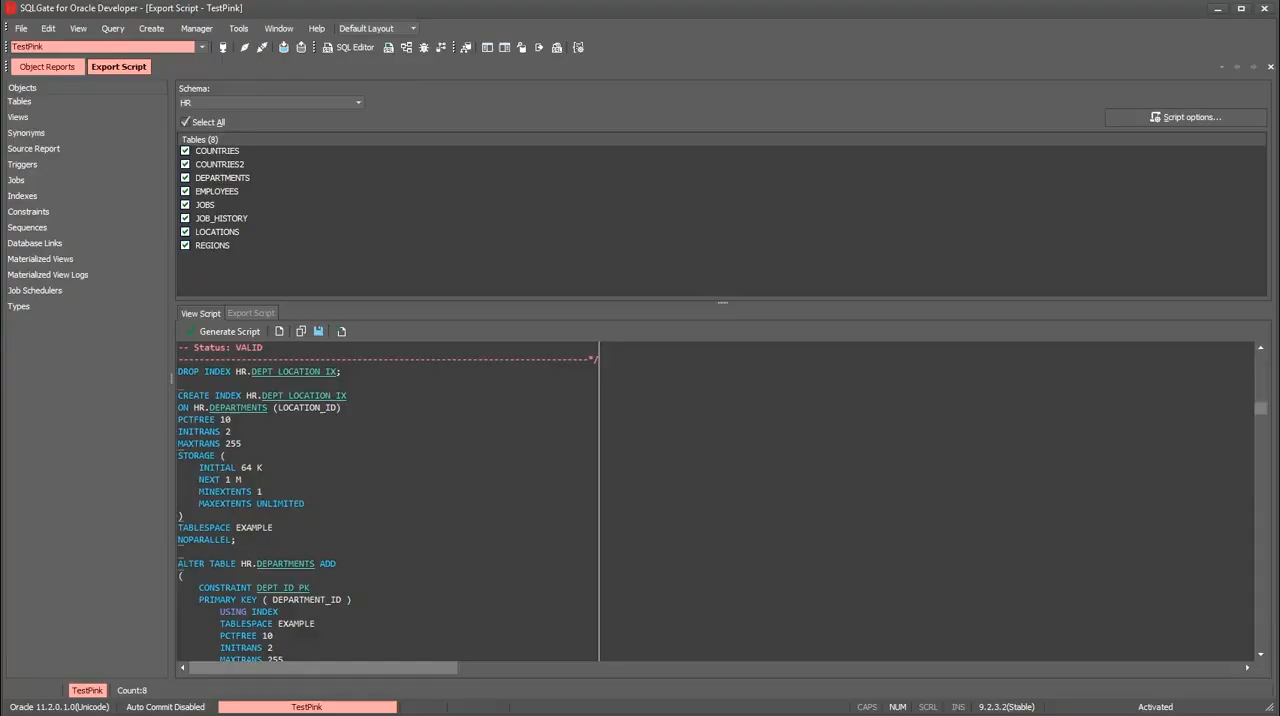 SQLGate for Oracle Developer - [Export Script - TestPink]
File Edit View Query Create Manager Tools Window Help Default Layout
TestPink
SQL Editor
Object Reports Export Script
Objects
Tables
Views
Synonyms
Source Report
Triggers
Jobs
Indexes
Constraints
Sequences
Database Links
Materialized Views
Materialized View Logs
Job Schedulers
Types
Schema:
HR
Select All
Script options...
Tables (8)
COUNTRIES
COUNTRIES2
DEPARTMENTS
EMPLOYEES
JOBS
JOB_HISTORY
LOCATIONS
REGIONS
View Script Export Script
Generate Script
-- Status: VALID
------------------------------------------------------------------------------*/
DROP INDEX HR.DEPT_LOCATION_IX;
CREATE INDEX HR.DEPT_LOCATION_IX
ON HR.DEPARTMENTS (LOCATION_ID)
PCTFREE 10
INITRANS 2
MAXTRANS 255
STORAGE (
INITIAL 64 K
NEXT 1 M
MINEXTENTS 1
MAXEXTENTS UNLIMITED
)
TABLESPACE EXAMPLE
NOPARALLEL;
ALTER TABLE HR.DEPARTMENTS ADD
(
CONSTRAINT DEPT_ID_PK
PRIMARY KEY ( DEPARTMENT_ID )
USING INDEX
TABLESPACE EXAMPLE
PCTFREE 10
INITRANS 2
MAXTRANS 255
TestPink Count:8
Oracle 11.2.0.1.0(Unicode) Auto Commit Disabled TestPink CAPS NUM SCRL INS 9.2.3.2(Stable) Activated